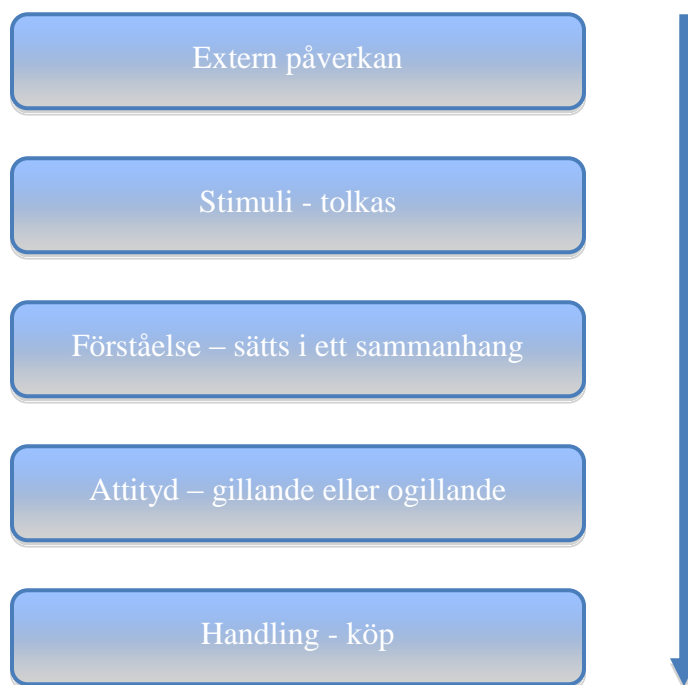 Extern påverkan
Stimuli - tolkas
Förståelse – sätts i ett sammanhang
Attityd – gillande eller ogillande
Handling - köp